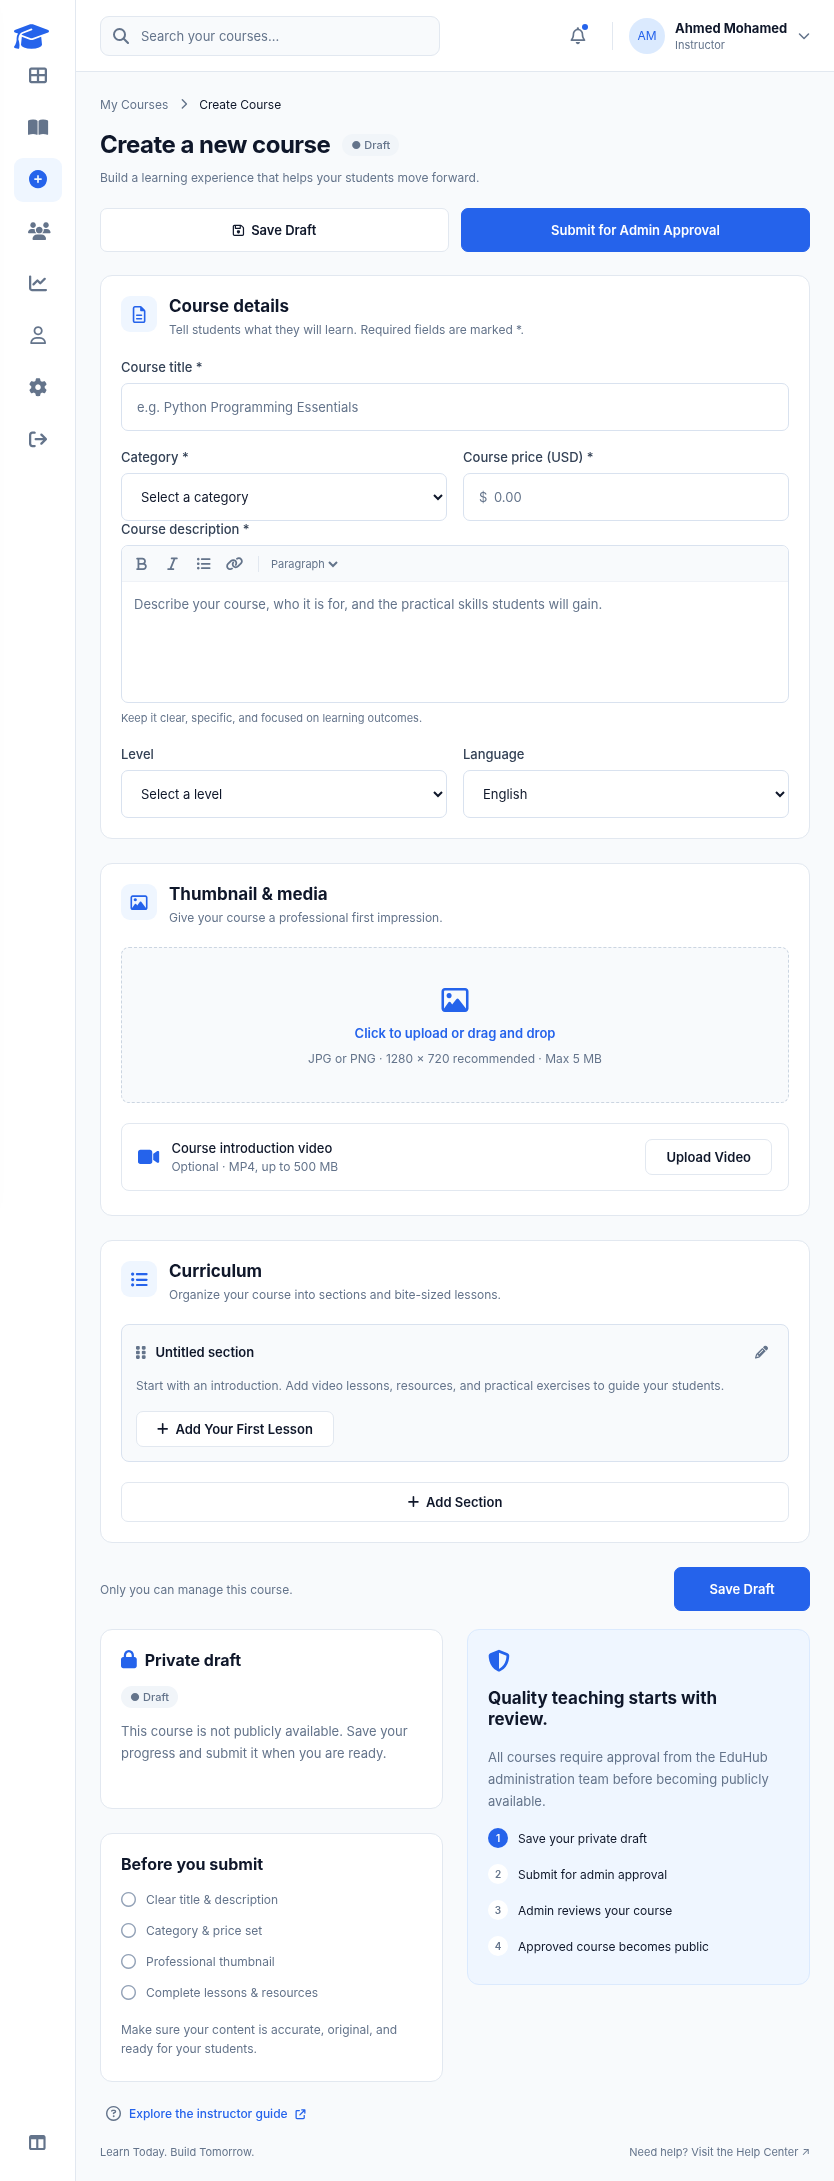 Search your courses...
AM
Ahmed Mohamed
Instructor
My Courses
Create Course
Create a new course
Draft
Build a learning experience that helps your students move forward.
Save Draft
Submit for Admin Approval
Course details
Tell students what they will learn. Required fields are marked *.
Course title *
e.g. Python Programming Essentials
Category *
Course price (USD) *
Select a category
$ 0.00
Course description *
B I
Paragraph
Describe your course, who it is for, and the practical skills students will gain.
Keep it clear, specific, and focused on learning outcomes.
Level
Language
Select a level
English
Thumbnail & media
Give your course a professional first impression.
Click to upload or drag and drop
JPG or PNG · 1280 × 720 recommended · Max 5 MB
Course introduction video
Optional · MP4, up to 500 MB
Upload Video
Curriculum
Organize your course into sections and bite-sized lessons.
Untitled section
Start with an introduction. Add video lessons, resources, and practical exercises to guide your students.
+ Add Your First Lesson
+ Add Section
Only you can manage this course.
Save Draft
Private draft
Draft
This course is not publicly available. Save your
progress and submit it when you are ready.
Before you submit
Clear title & description
Category & price set
Professional thumbnail
Complete lessons & resources
Make sure your content is accurate, original, and
ready for your students.
Quality teaching starts with
review.
All courses require approval from the EduHub
administration team before becoming publicly
available.
1 Save your private draft
2 Submit for admin approval
3 Admin reviews your course
4 Approved course becomes public
Explore the instructor guide
Learn Today. Build Tomorrow.
Need help? Visit the Help Center ↗